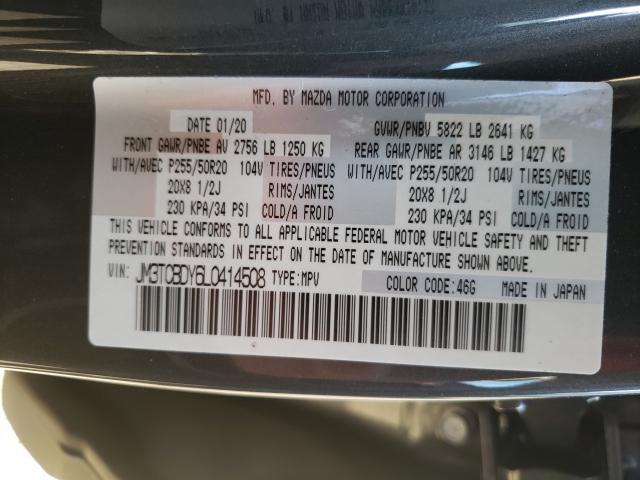 MFD. BY MAZDA MOTOR CORPORATION
DATE 01/20 GVWR/PNBV 5822 LB 2641 KG
FRONT GAWR/PNBE AV 2756 LB 1250 KG REAR GAWR/PNBE AR 3146 LB 1427 KG
WITH/AVEC P255/50R20 104V TIRES/PNEUS WITH/AVEC P255/50R20 104V TIRES/PNEUS
20X8 1/2J RIMS/JANTES 20X8 1/2J RIMS/JANTES
230 KPA/34 PSI COLD/A FROID 230 KPA/34 PSI COLD/A FROID
THIS VEHICLE CONFORMS TO ALL APPLICABLE FEDERAL MOTOR VEHICLE SAFETY AND THEFT
PREVENTION STANDARDS IN EFFECT ON THE DATE OF MANUFACTURE SHOWN ABOVE.
VIN: JM3TCBDY6L0414508 TYPE:MPV COLOR CODE:46G MADE IN JAPAN